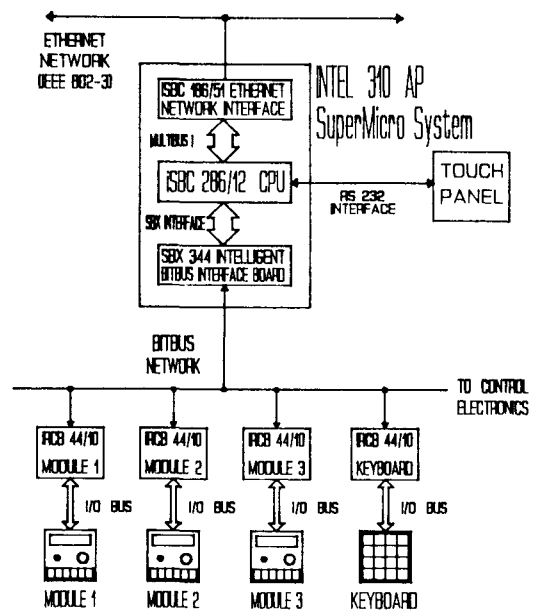 ETHERNET
NETWORK
(IEEE 802-3)
iSBC 186/51 ETHERNET
NETWORK INTERFACE
INTEL 310 AP
SuperMicro System
MULTIBUS I
iSBC 286/12 CPU
RS 232
INTERFACE
TOUCH
PANEL
SBX INTERFACE
SBX 344 INTELLIGENT
BITBUS INTERFACE BOARD
BITBUS
NETWORK
TO CONTROL
ELECTRONICS
iRCB 44/10
MODULE 1
iRCB 44/10
MODULE 2
iRCB 44/10
MODULE 3
iRCB 44/10
KEYBOARD
I/O BUS
I/O BUS
I/O BUS
I/O BUS
MODULE 1
MODULE 2
MODULE 3
KEYBOARD